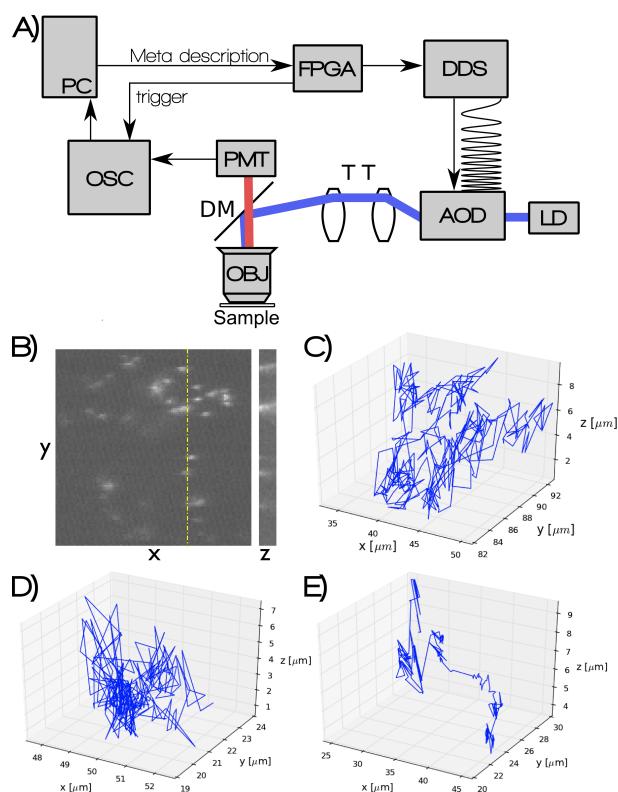 A)
PC
Meta description
FPGA
DDS
trigger
OSC
PMT
T T
DM
AOD
LD
OBJ
Sample
B)
y
x
z
C)
8
6
4
2
z [μm]
35
40
45
50
x [μm]
82
84
86
88
90
92
y [μm]
D)
7
6
5
4
3
2
1
z [μm]
48
49
50
51
52
x [μm]
19
20
21
22
23
24
y [μm]
E)
9
8
7
6
5
4
z [μm]
25
30
35
40
45
x [μm]
20
22
24
26
28
30
y [μm]